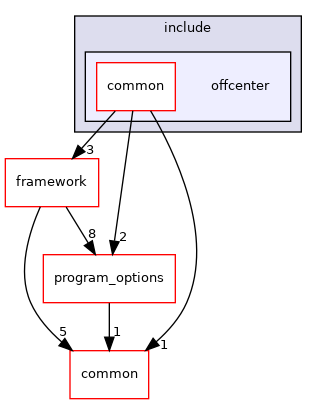 include
common
offcenter
3
framework
8
2
program_options
5
1
1
common